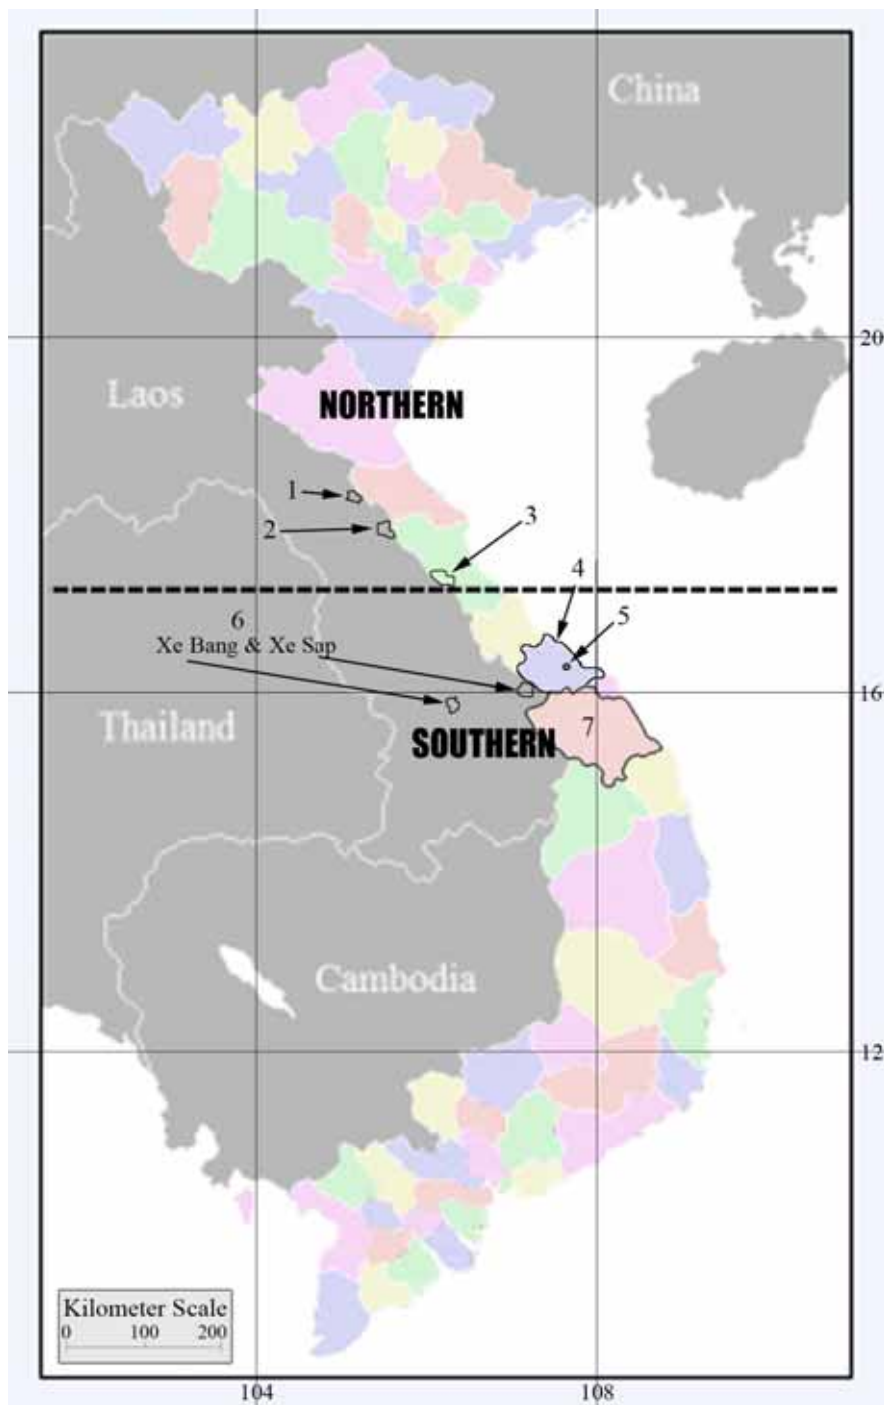 China
20
Laos
NORTHERN
1
2
3
4
5
6
Xe Bang & Xe Sap
16
Thailand
SOUTHERN
7
Cambodia
12
Kilometer Scale
0 100 200
104 108